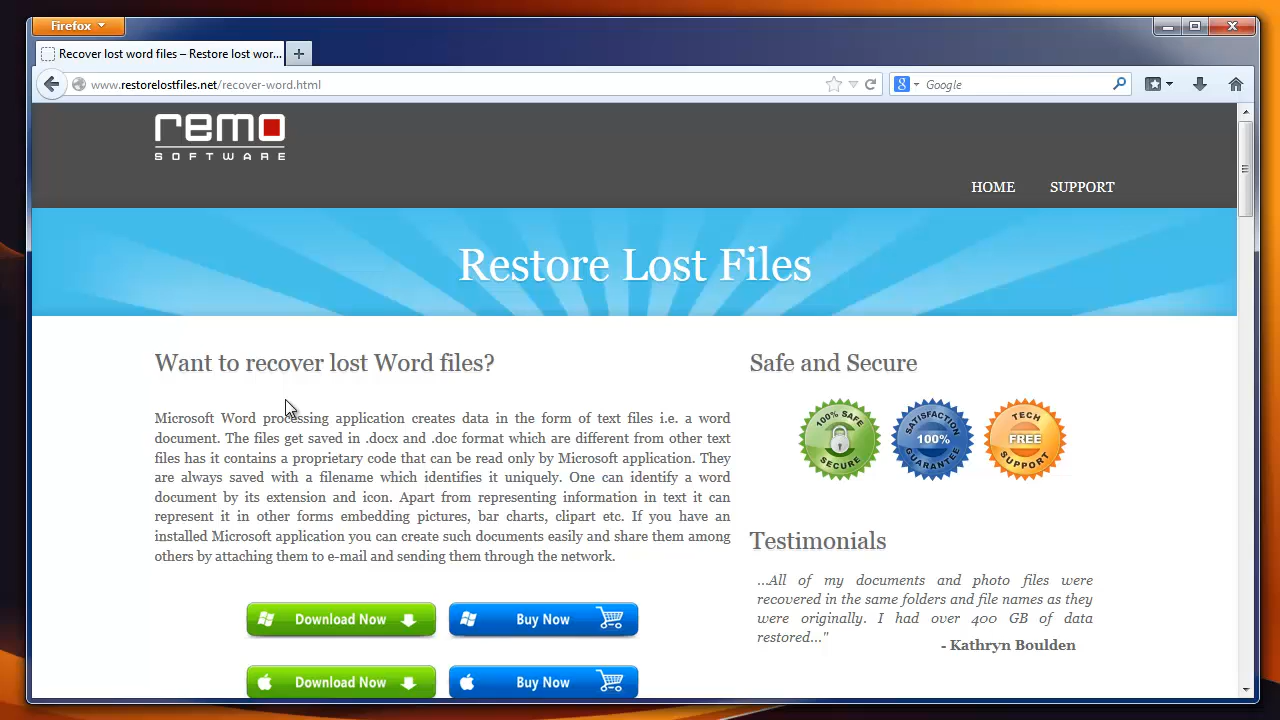 Firefox
Recover lost word files – Restore lost wor...
www.restorelostfiles.net/recover-word.html
Google
remo
SOFTWARE
HOME
SUPPORT
Restore Lost Files
Want to recover lost Word files?
Microsoft Word processing application creates data in the form of text files i.e. a word
document. The files get saved in .docx and .doc format which are different from other text
files has it contains a proprietary code that can be read only by Microsoft application. They
are always saved with a filename which identifies it uniquely. One can identify a word
document by its extension and icon. Apart from representing information in text it can
represent it in other forms embedding pictures, bar charts, clipart etc. If you have an
installed Microsoft application you can create such documents easily and share them among
others by attaching them to e-mail and sending them through the network.
Download Now
Buy Now
Download Now
Buy Now
Safe and Secure
100% SAFE
SECURE
SATISFACTION
100%
GUARANTEE
TECH
FREE
SUPPORT
Testimonials
...All of my documents and photo files were
recovered in the same folders and file names as they
were originally. I had over 400 GB of data
restored..."
- Kathryn Boulden